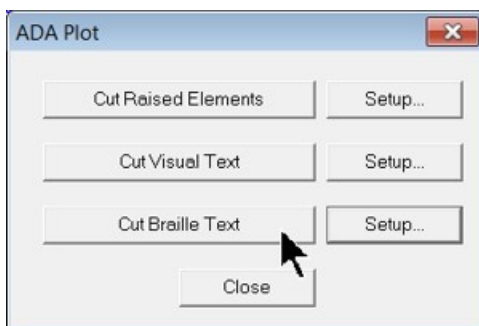 ADA Plot
Cut Raised Elements Setup...
Cut Visual Text Setup...
Cut Braille Text Setup...
Close